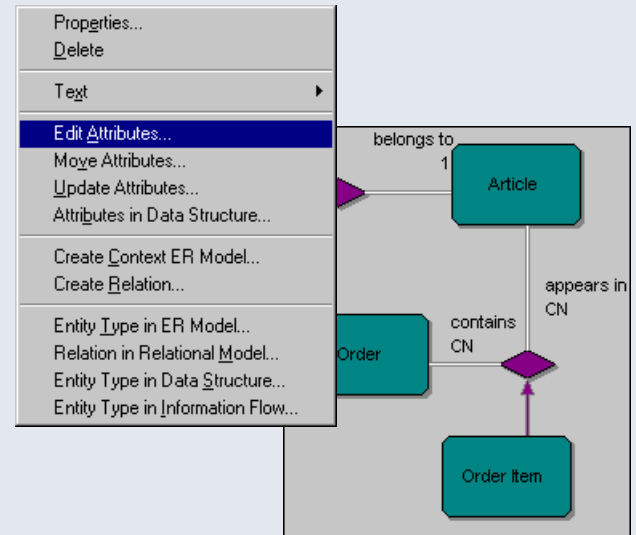 Properties...
Delete
Text
Edit Attributes...
Move Attributes...
Update Attributes...
Attributes in Data Structure...
Create Context ER Model...
Create Relation...
Entity Type in ER Model...
Relation in Relational Model...
Entity Type in Data Structure...
Entity Type in Information Flow...
belongs to
1
Article
appears in
CN
contains
CN
Order
Order Item